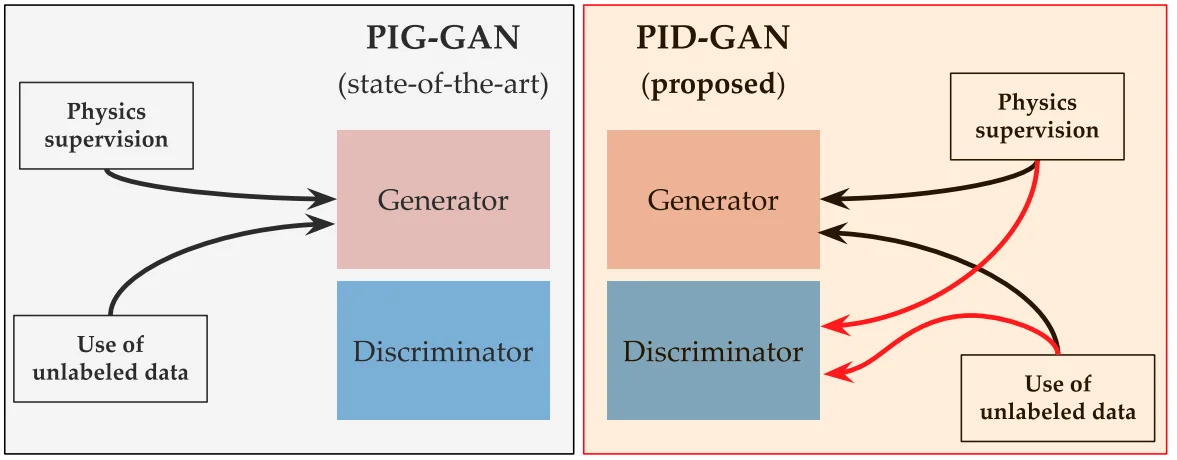 PIG-GAN
(state-of-the-art)
Physics
supervision
Generator
Use of
unlabeled data
Discriminator
PID-GAN
(proposed)
Physics
supervision
Generator
Discriminator
Use of
unlabeled data